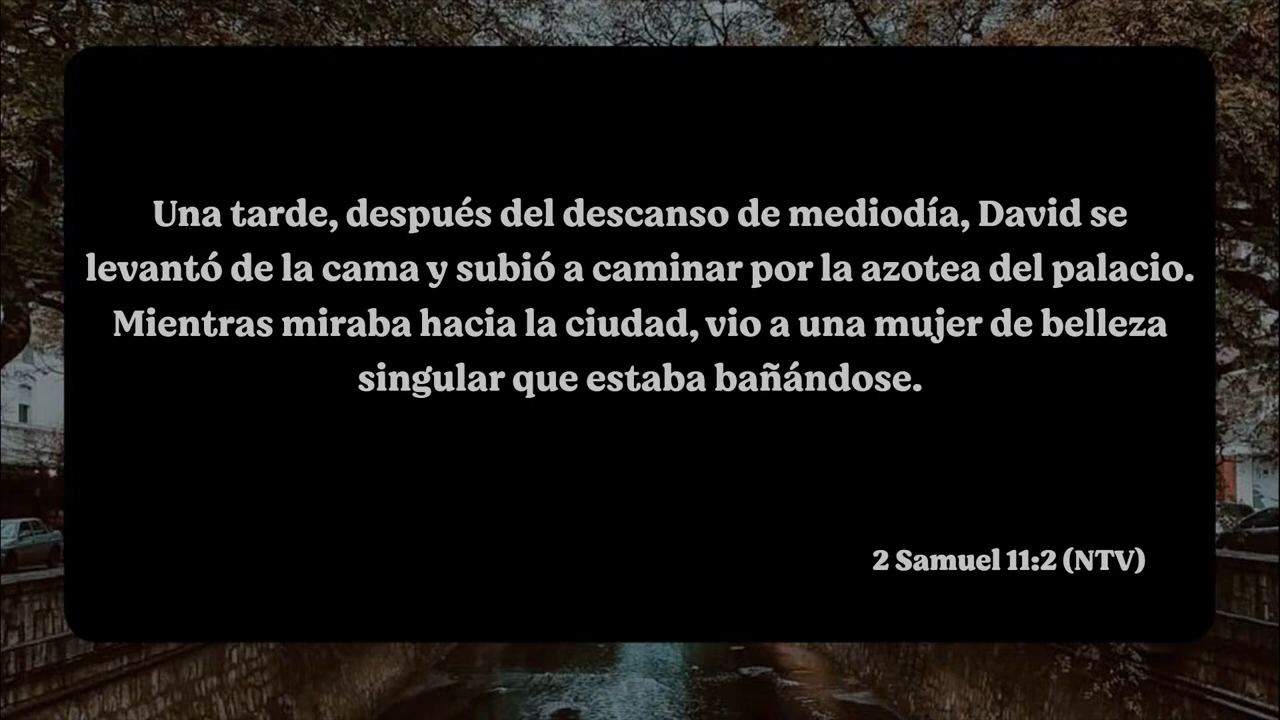 Una tarde, después del descanso de mediodía, David se
levantó de la cama y subió a caminar por la azotea del palacio.
Mientras miraba hacia la ciudad, vio a una mujer de belleza
singular que estaba bañándose.
2 Samuel 11:2 (NTV)